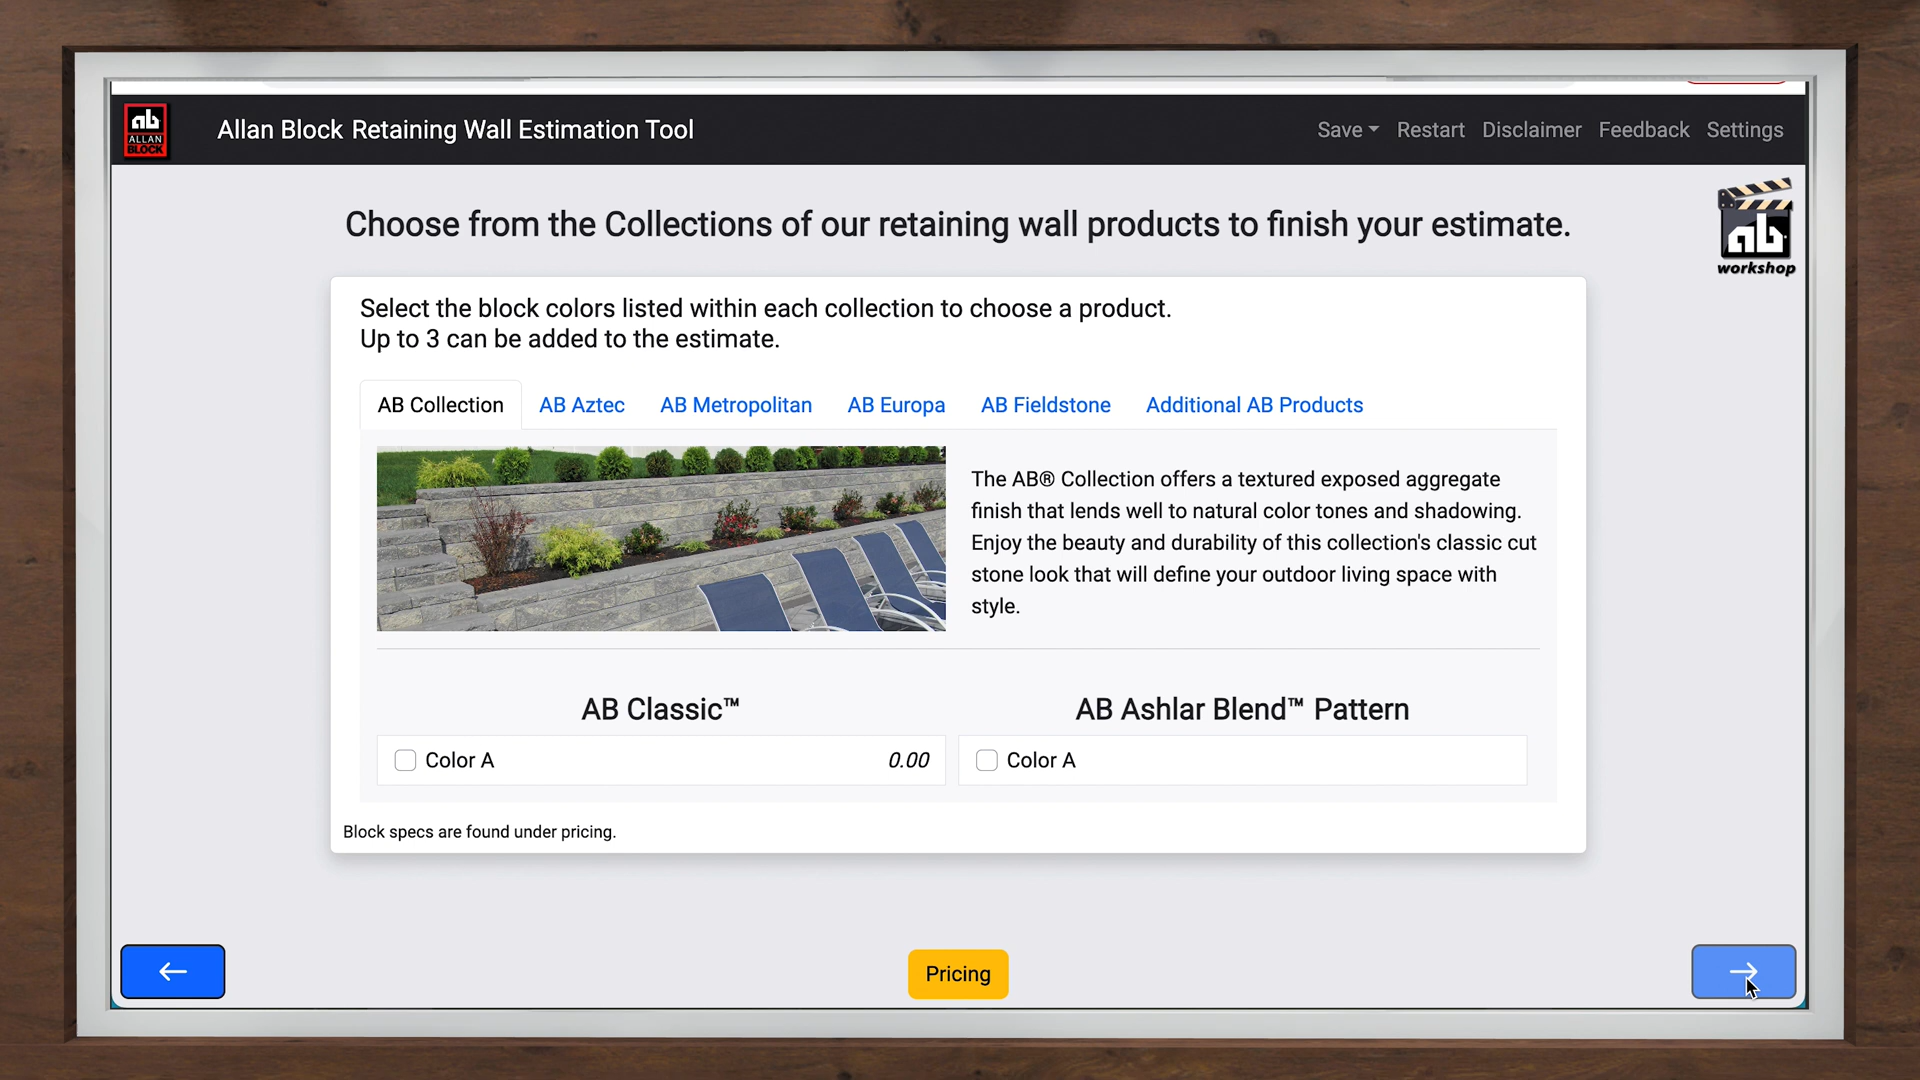 ab
ALLAN
BLOCK
Allan Block Retaining Wall Estimation Tool
Save
Restart
Disclaimer
Feedback
Settings
Choose from the Collections of our retaining wall products to finish your estimate.
ab
workshop
Select the block colors listed within each collection to choose a product.
Up to 3 can be added to the estimate.
AB Collection
AB Aztec
AB Metropolitan
AB Europa
AB Fieldstone
Additional AB Products
The AB® Collection offers a textured exposed aggregate
finish that lends well to natural color tones and shadowing.
Enjoy the beauty and durability of this collection's classic cut
stone look that will define your outdoor living space with
style.
AB Classic™
Color A
0.00
AB Ashlar Blend™ Pattern
Color A
Block specs are found under pricing.
Pricing